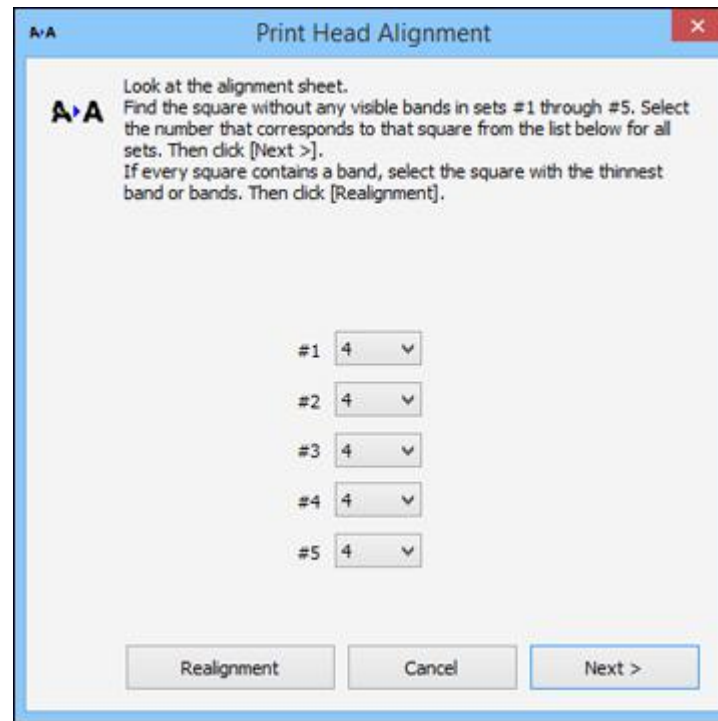 A▸A Print Head Alignment
A▸A
Look at the alignment sheet.
Find the square without any visible bands in sets #1 through #5. Select
the number that corresponds to that square from the list below for all
sets. Then click [Next >].
If every square contains a band, select the square with the thinnest
band or bands. Then click [Realignment].
#1 4
#2 4
#3 4
#4 4
#5 4
Realignment Cancel Next >